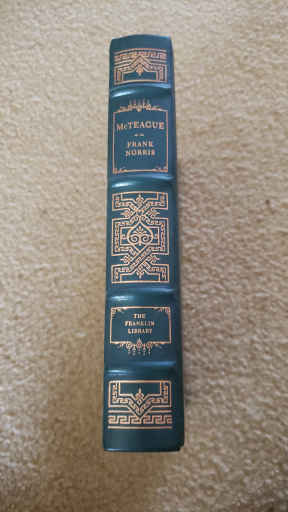 McTEAGUE
FRANK
NORRIS
THE
FRANKLIN
LIBRARY